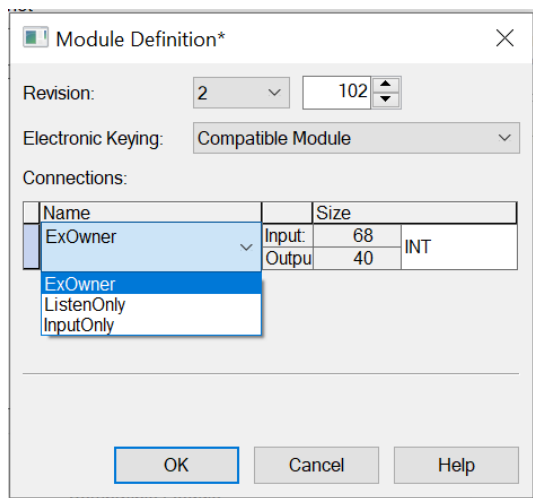 Module Definition*
Revision: 2 102
Electronic Keying: Compatible Module
Connections:
Name Size
ExOwner Input: 68 INT
Outpu 40
ExOwner
ListenOnly
InputOnly
OK Cancel Help